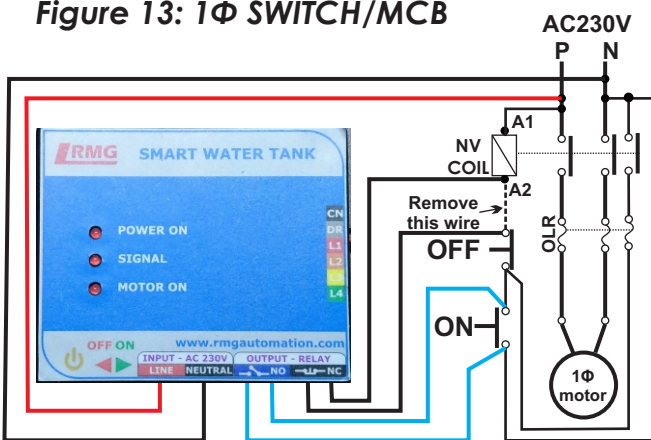 Figure 13: 1Φ SWITCH/MCB
AC230V
P N
A1
NV
COIL
A2
Remove
this wire
OFF
OLR
ON
1Φ
motor
RMG SMART WATER TANK
POWER ON
SIGNAL
MOTOR ON
CN
DR
L1
L2
L3
L4
OFF ON
www.rmgautomation.com
INPUT - AC 230V OUTPUT - RELAY
LINE NEUTRAL NO NC